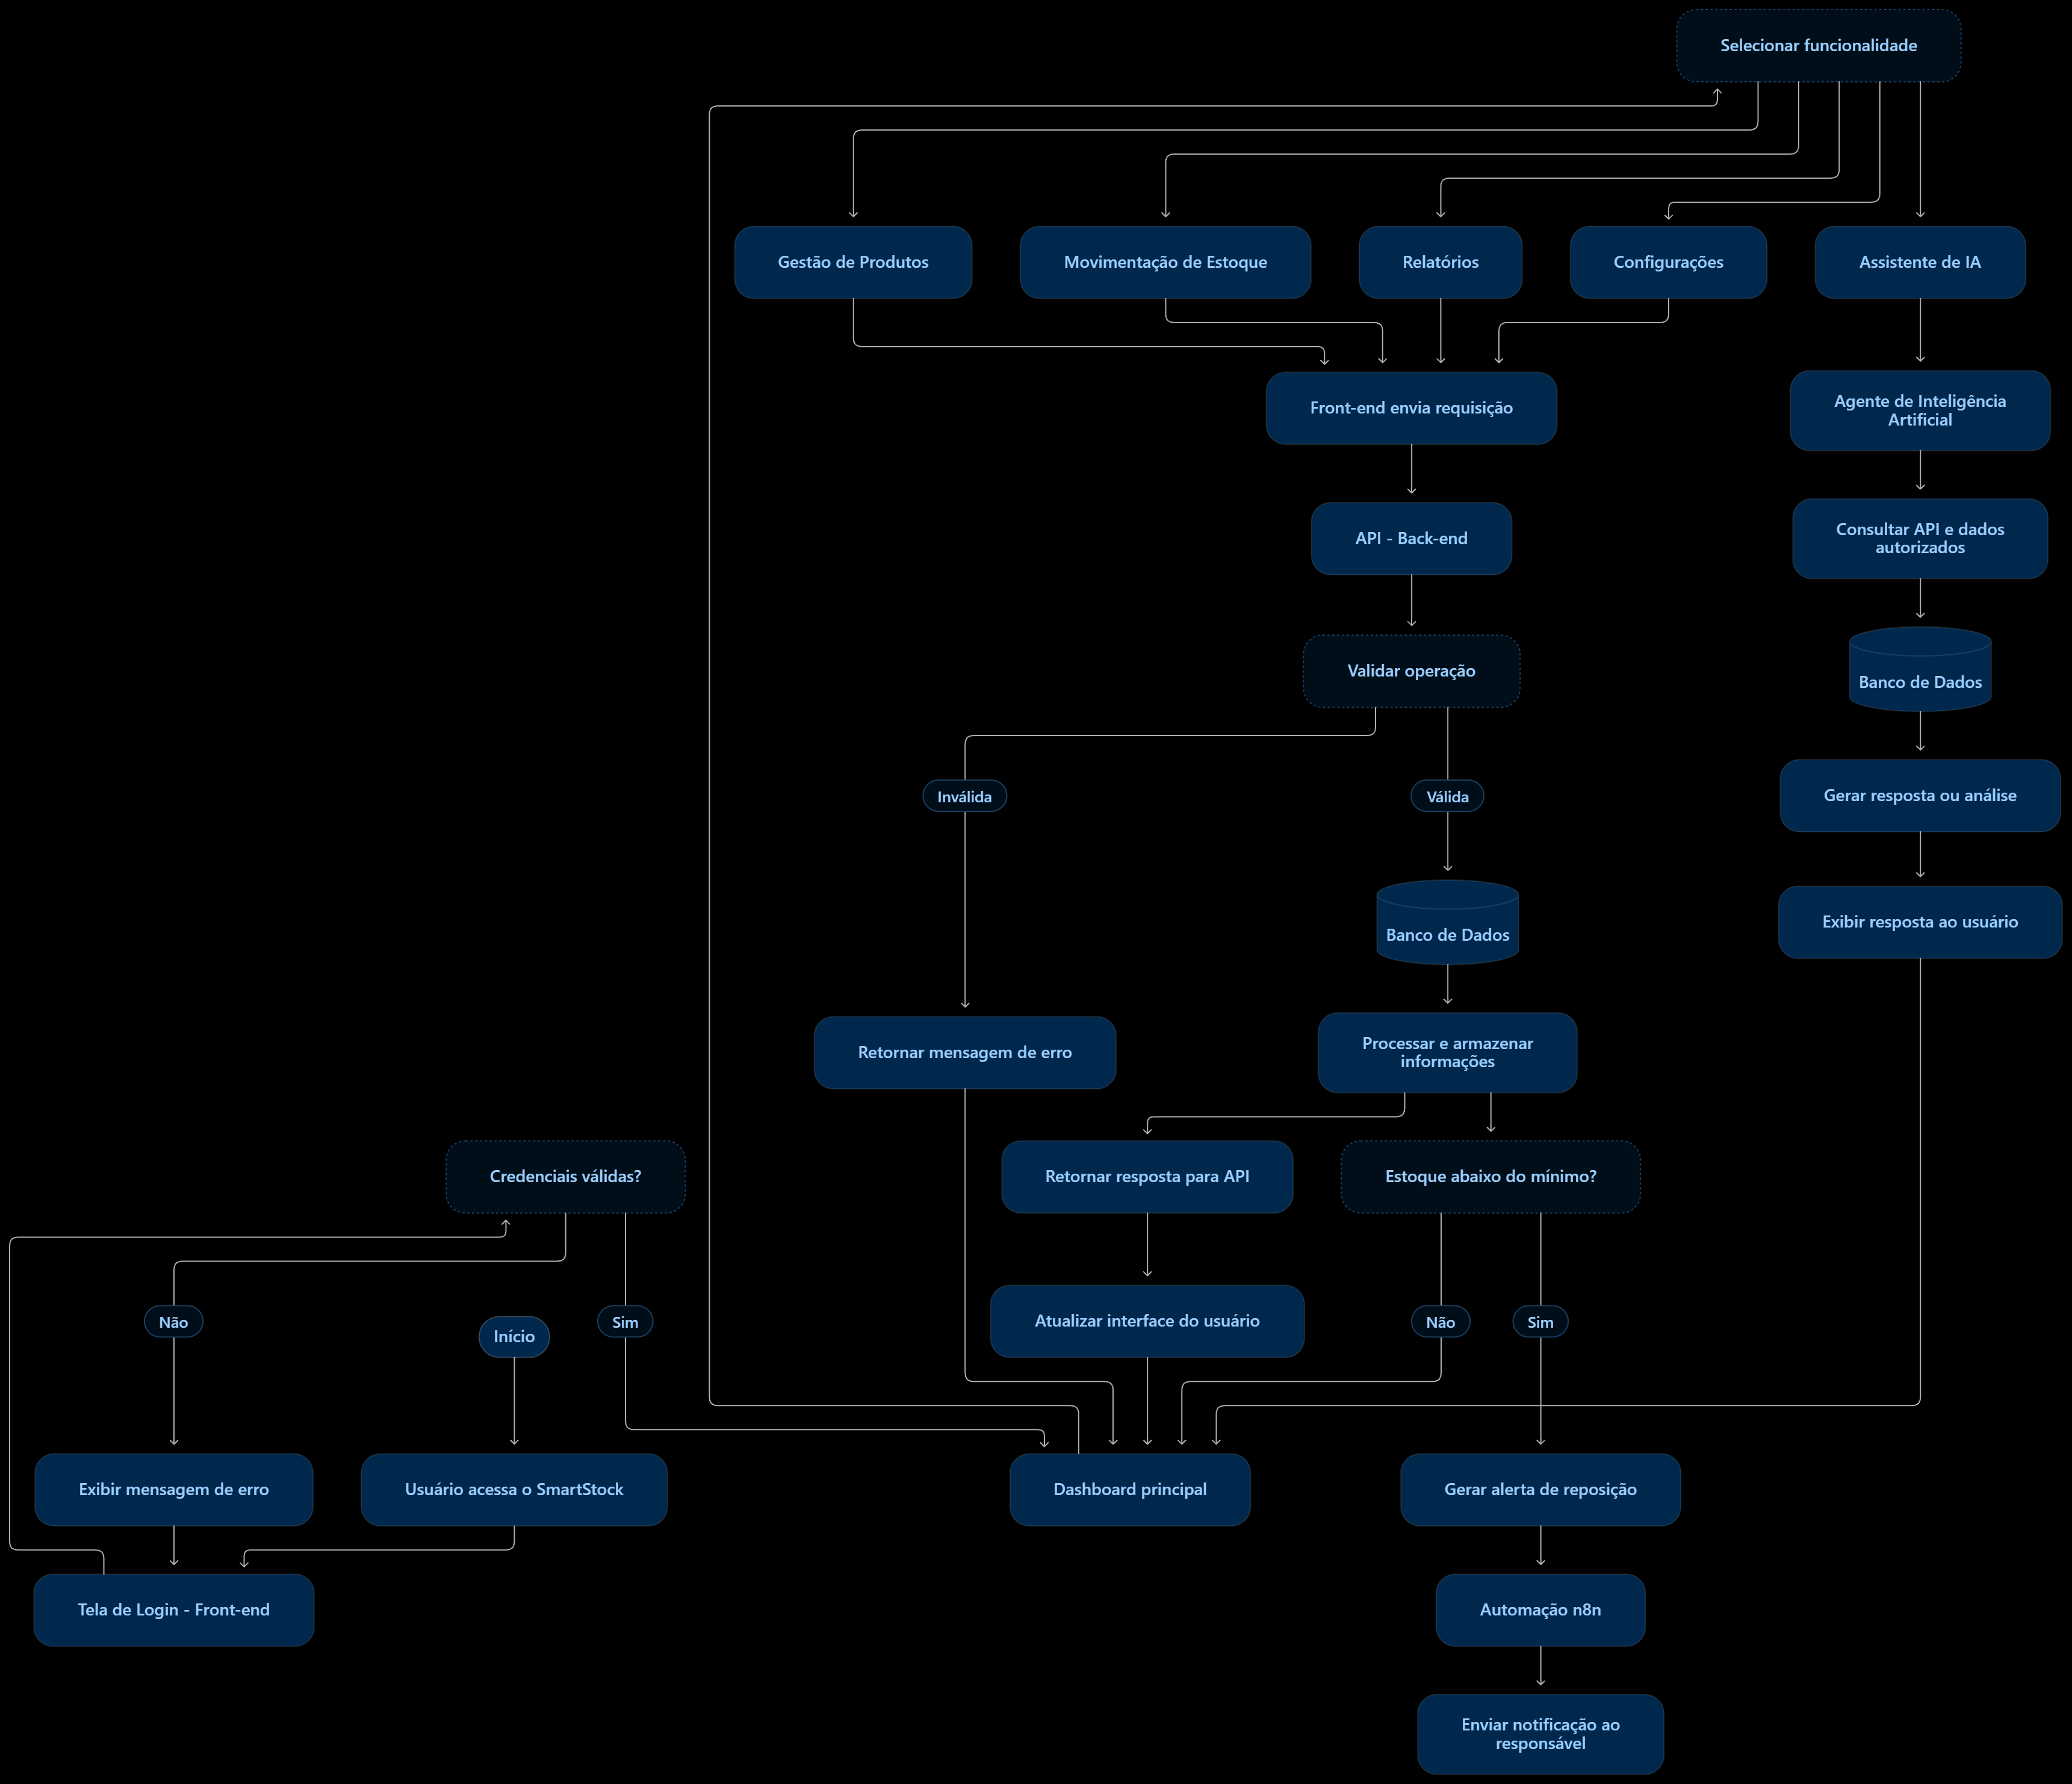 Selecionar funcionalidade
Gestão de Produtos
Movimentação de Estoque
Relatórios
Configurações
Assistente de IA
Front-end envia requisição
Agente de Inteligência
Artificial
API - Back-end
Consultar API e dados
autorizados
Validar operação
Banco de Dados
Inválida
Válida
Gerar resposta ou análise
Banco de Dados
Exibir resposta ao usuário
Retornar mensagem de erro
Processar e armazenar
informações
Credenciais válidas?
Retornar resposta para API
Estoque abaixo do mínimo?
Não
Início
Sim
Atualizar interface do usuário
Não
Sim
Exibir mensagem de erro
Usuário acessa o SmartStock
Dashboard principal
Gerar alerta de reposição
Tela de Login - Front-end
Automação n8n
Enviar notificação ao
responsável